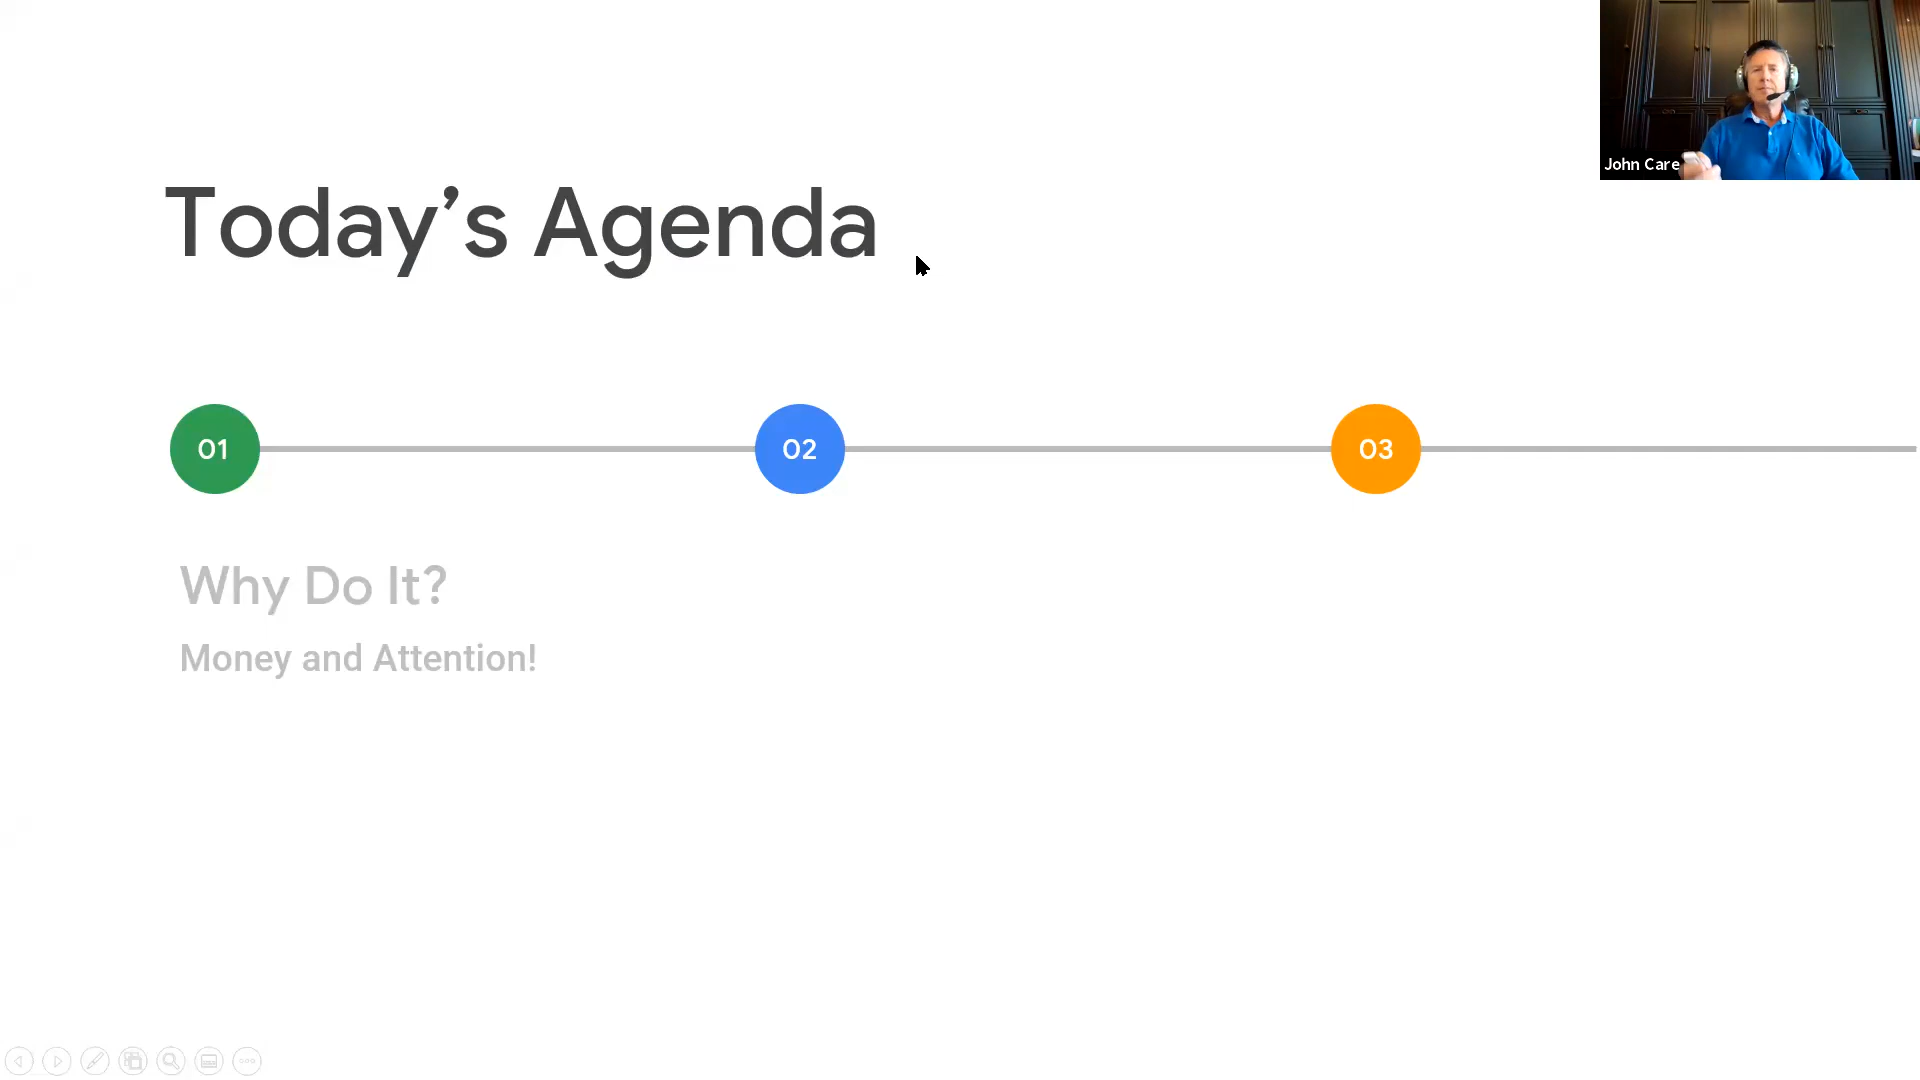 John Care
Today’s Agenda
01
02
03
Why Do It?
Money and Attention!